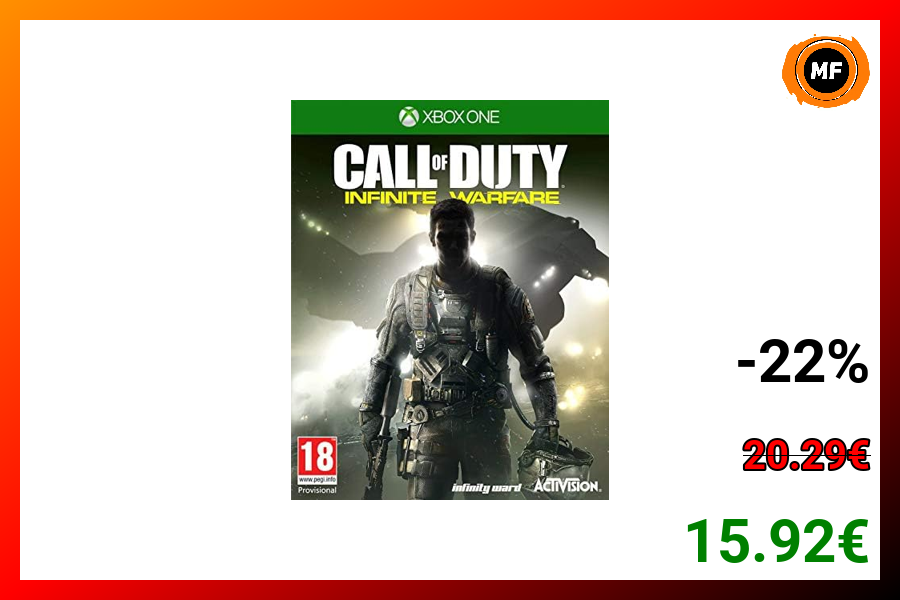 MF
XBOX ONE
CALL OF DUTY
INFINITE WARFARE
-22%
20.29€
15.92€
18
www.pegi.info
Provisional
infinity ward
ACTIVISION.